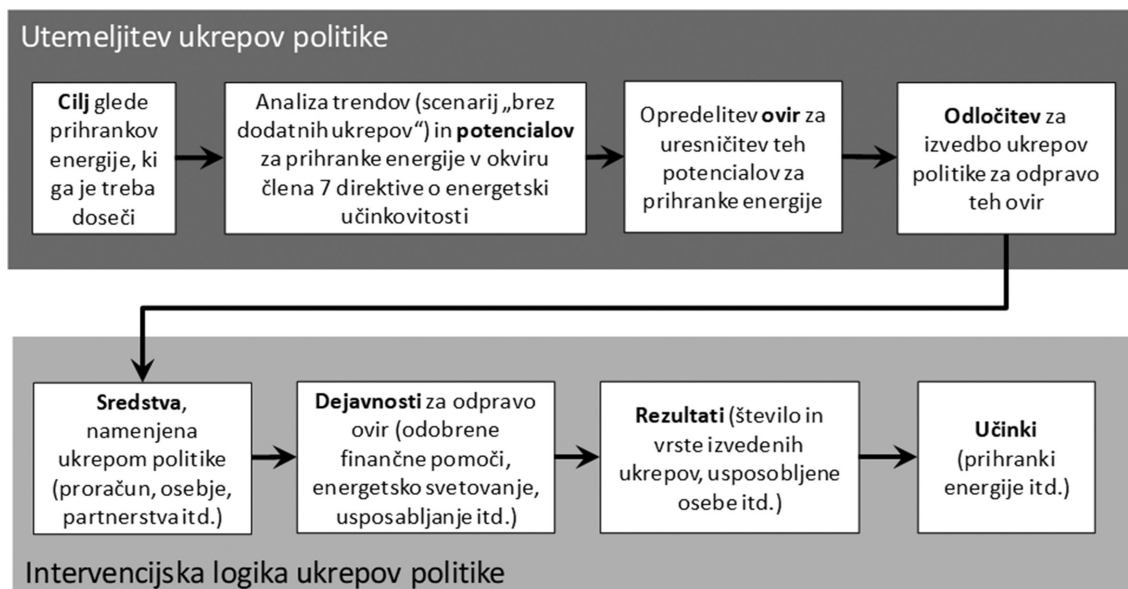 Utemeljitev ukrepov politike
Cilj glede
prihrankov
energije, ki
ga je treba
doseči
Analiza trendov (scenarij „brez
dodatnih ukrepov“) in potencialov
za prihranke energije v okviru
člena 7 direktive o energetski
učinkovitosti
Opredelitev ovir za
uresničitev teh
potencialov za
prihranke energije
Odločitev za
izvedbo ukrepov
politike za odpravo
teh ovir
Sredstva,
namenjena
ukrepom politike
(proračun, osebje,
partnerstva itd.)
Dejavnosti za odpravo
ovir (odobrene
finančne pomoči,
energetsko svetovanje,
usposabljanje itd.)
Rezultati (število in
vrste izvedenih
ukrepov, usposobljene
osebe itd.)
Učinki
(prihranki
energije itd.)
Intervencijska logika ukrepov politike